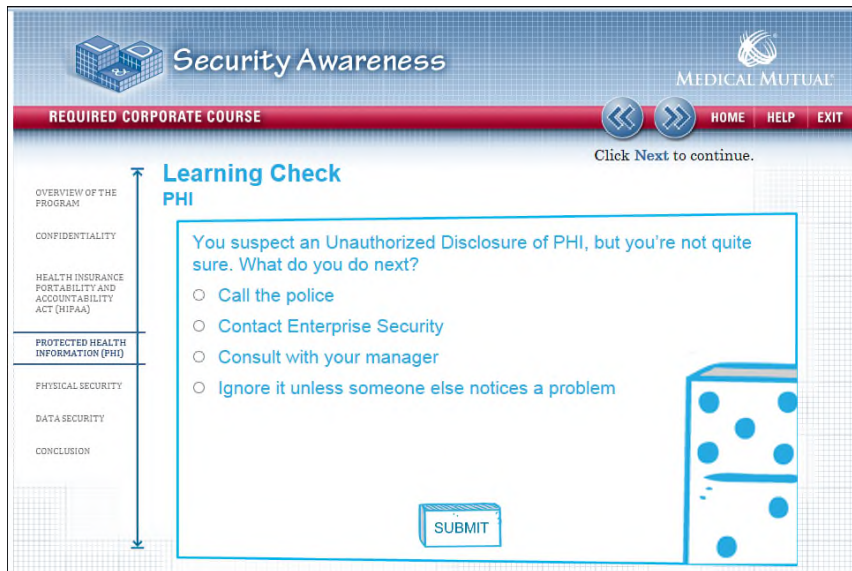 L & D
Security Awareness
MEDICAL MUTUAL®
REQUIRED CORPORATE COURSE
HOME HELP EXIT
Click Next to continue.
OVERVIEW OF THE
PROGRAM
CONFIDENTIALITY
HEALTH INSURANCE
PORTABILITY AND
ACCOUNTABILITY
ACT (HIPAA)
PROTECTED HEALTH
INFORMATION (PHI)
PHYSICAL SECURITY
DATA SECURITY
CONCLUSION
Learning Check
PHI
You suspect an Unauthorized Disclosure of PHI, but you're not quite
sure. What do you do next?
Call the police
Contact Enterprise Security
Consult with your manager
Ignore it unless someone else notices a problem
SUBMIT